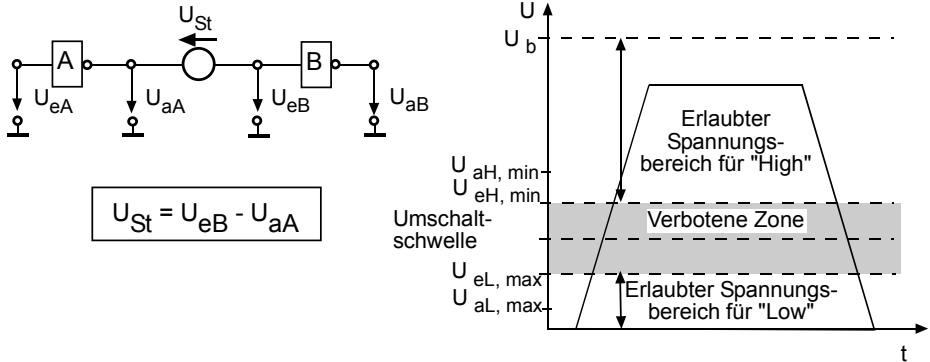 U_St
A
B
U_eA
U_aA
U_eB
U_aB
U_St = U_eB - U_aA
U
U_b
Erlaubter
Spannungs-
bereich für "High"
U_aH, min
U_eH, min
Umschalt-
schwelle
Verbotene Zone
U_eL, max
U_aL, max
Erlaubter Spannungs-
bereich für "Low"
t